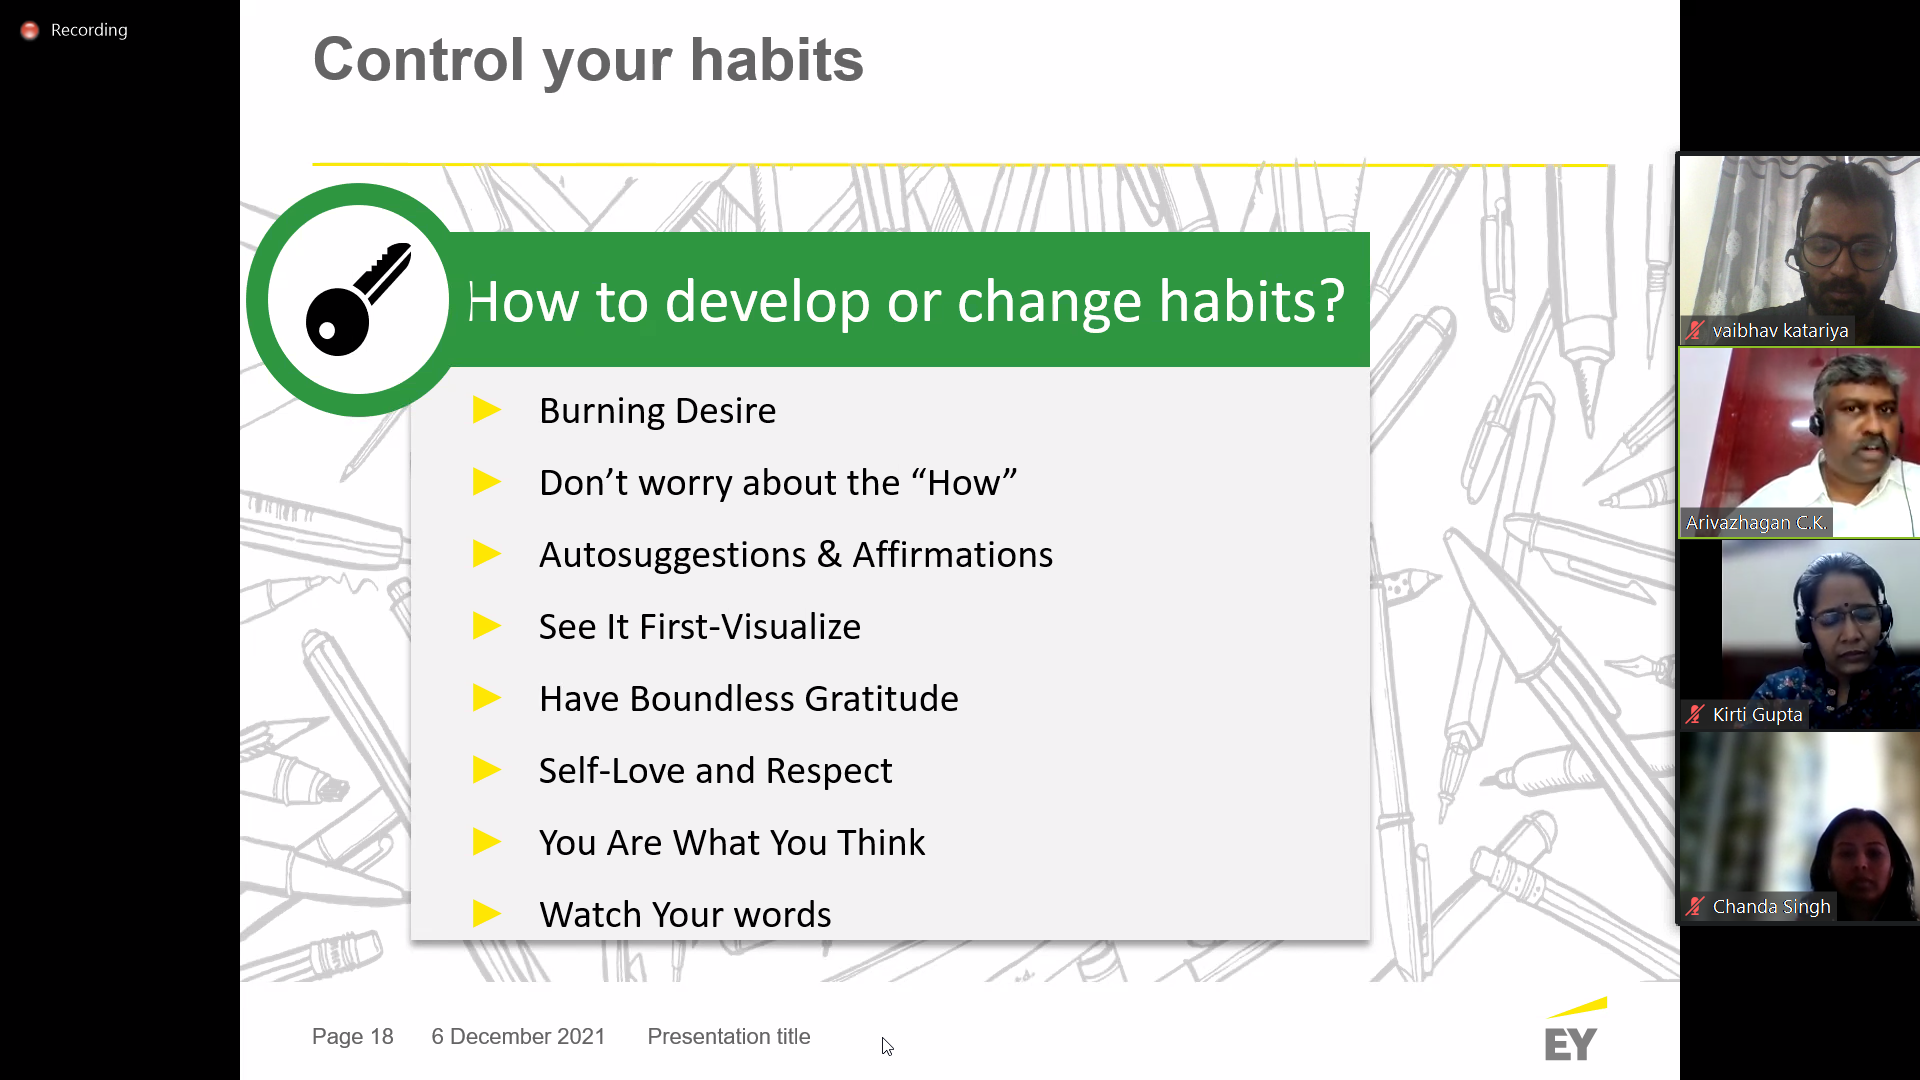 Recording
Control your habits
How to develop or change habits?
Burning Desire
Don’t worry about the “How”
Autosuggestions & Affirmations
See It First-Visualize
Have Boundless Gratitude
Self-Love and Respect
You Are What You Think
Watch Your words
Page 18 6 December 2021 Presentation title
EY
vaibhav katariya
Arivazhagan C.K.
Kirti Gupta
Chanda Singh